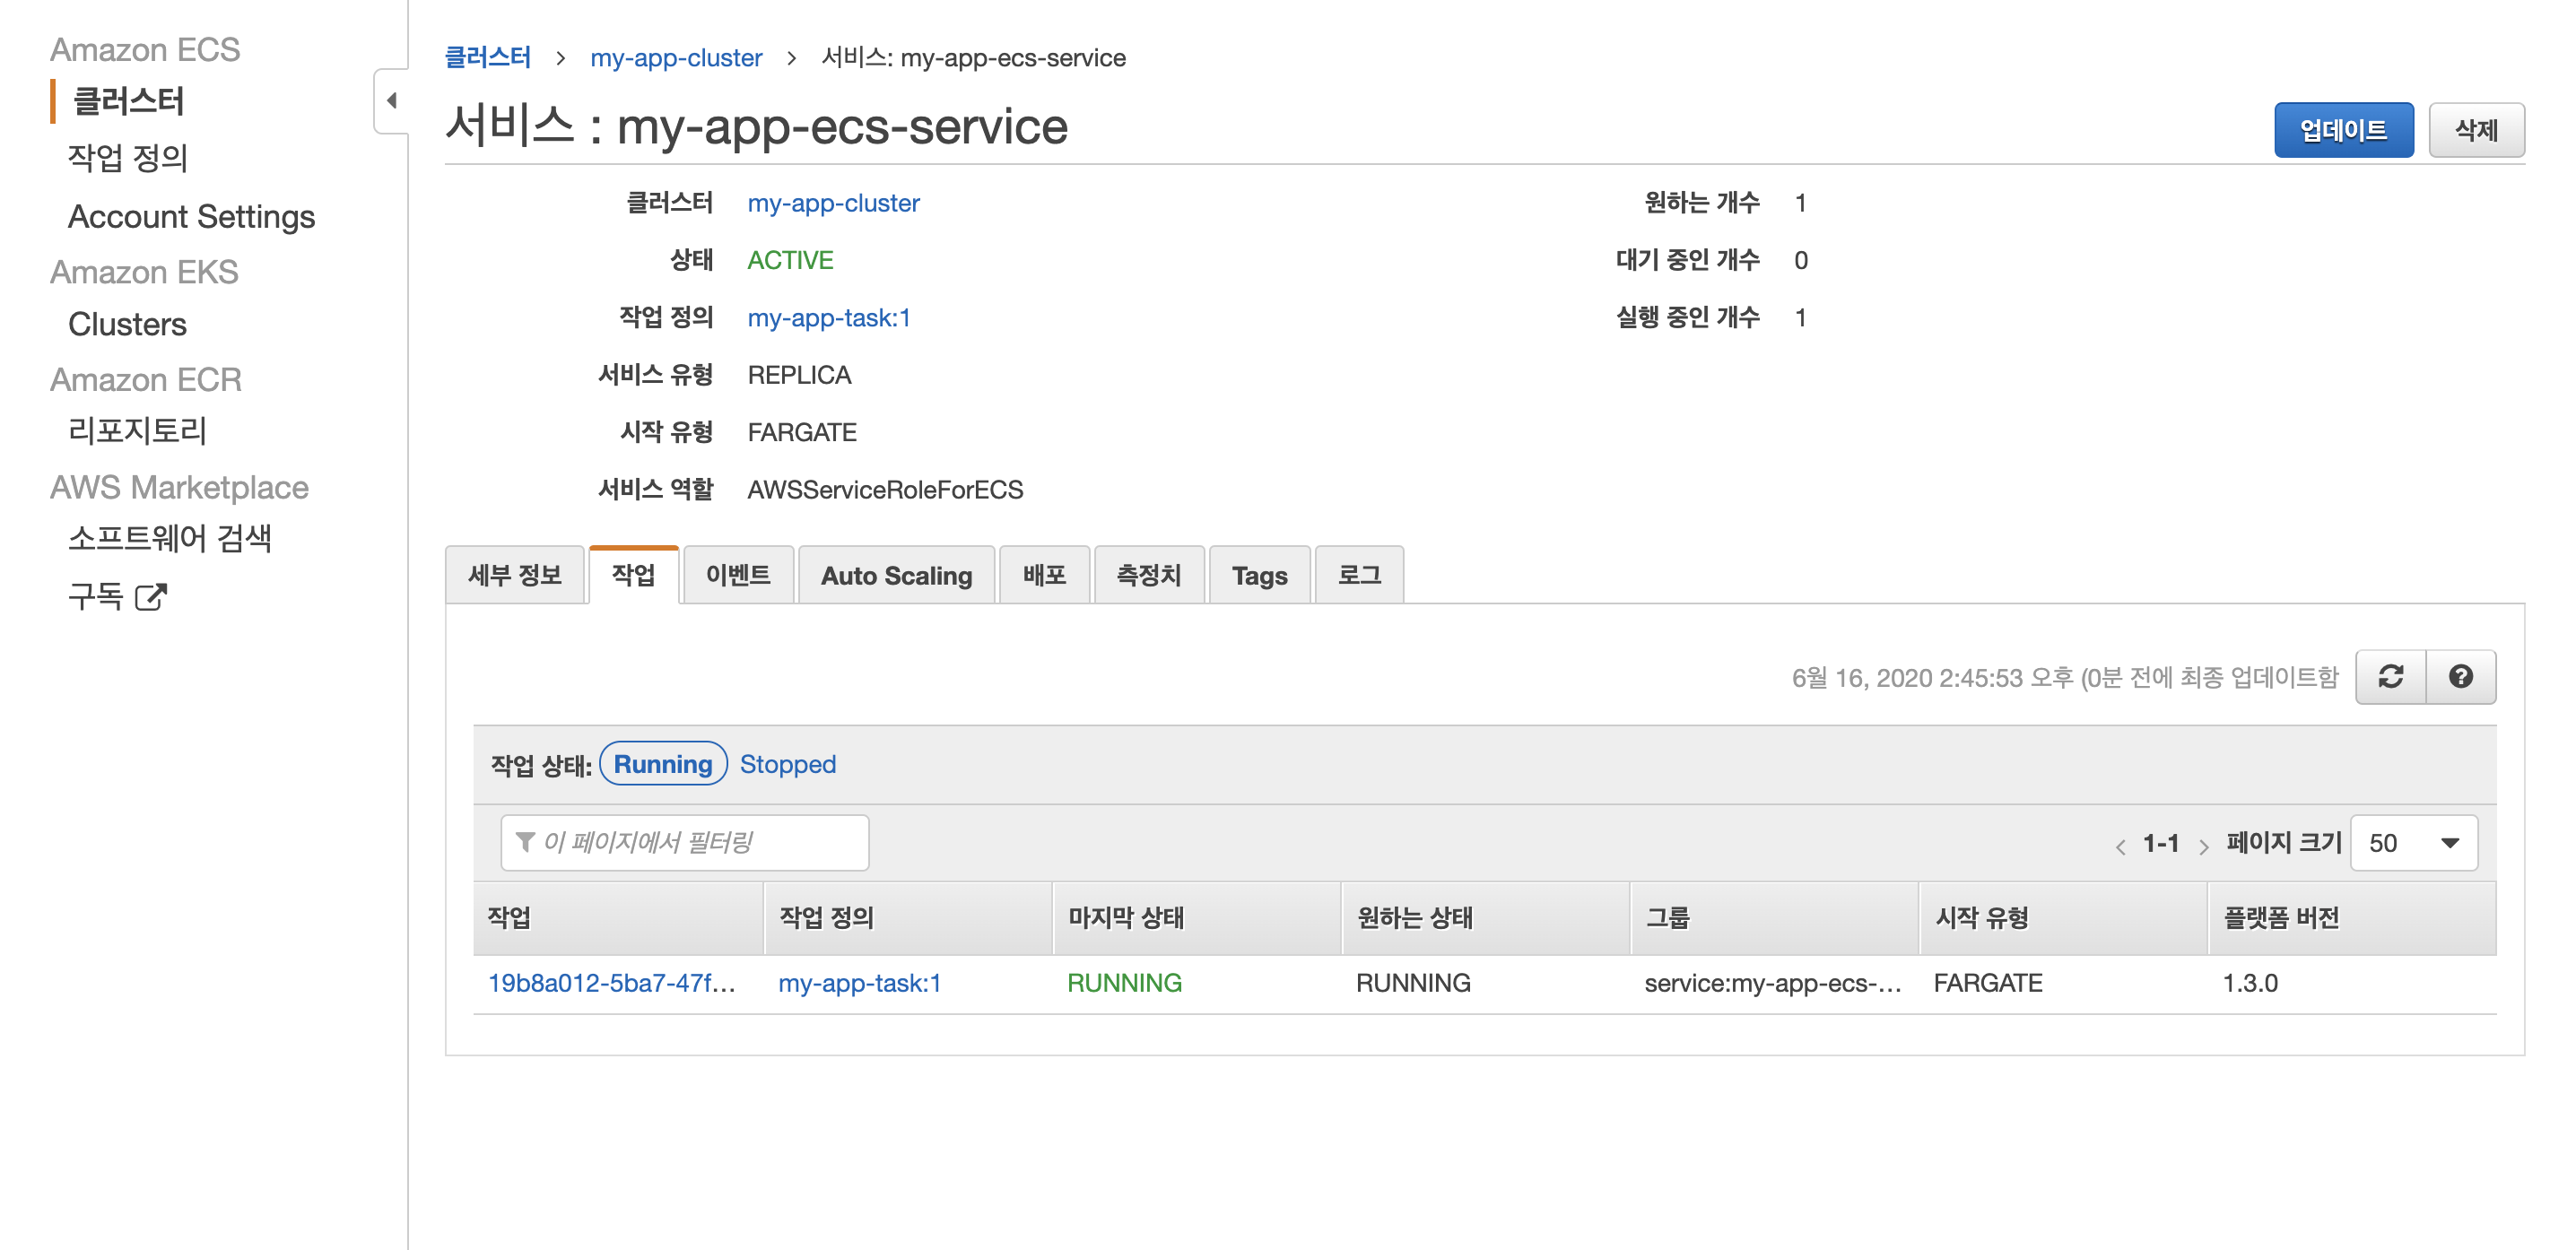 Amazon ECS
클러스터
작업 정의
Account Settings
Amazon EKS
Clusters
Amazon ECR
리포지토리
AWS Marketplace
소프트웨어 검색
구독
클러스터 > my-app-cluster > 서비스: my-app-ecs-service
서비스 : my-app-ecs-service
업데이트 삭제
클러스터 my-app-cluster
상태 ACTIVE
작업 정의 my-app-task:1
서비스 유형 REPLICA
시작 유형 FARGATE
서비스 역할 AWSServiceRoleForECS
원하는 개수 1
대기 중인 개수 0
실행 중인 개수 1
세부 정보 작업 이벤트 Auto Scaling 배포 측정치 Tags 로그
6월 16, 2020 2:45:53 오후 (0분 전에 최종 업데이트함
작업 상태: Running Stopped
이 페이지에서 필터링
< 1-1 > 페이지 크기 50
작업 작업 정의 마지막 상태 원하는 상태 그룹 시작 유형 플랫폼 버전
19b8a012-5ba7-47f... my-app-task:1 RUNNING RUNNING service:my-app-ecs-... FARGATE 1.3.0